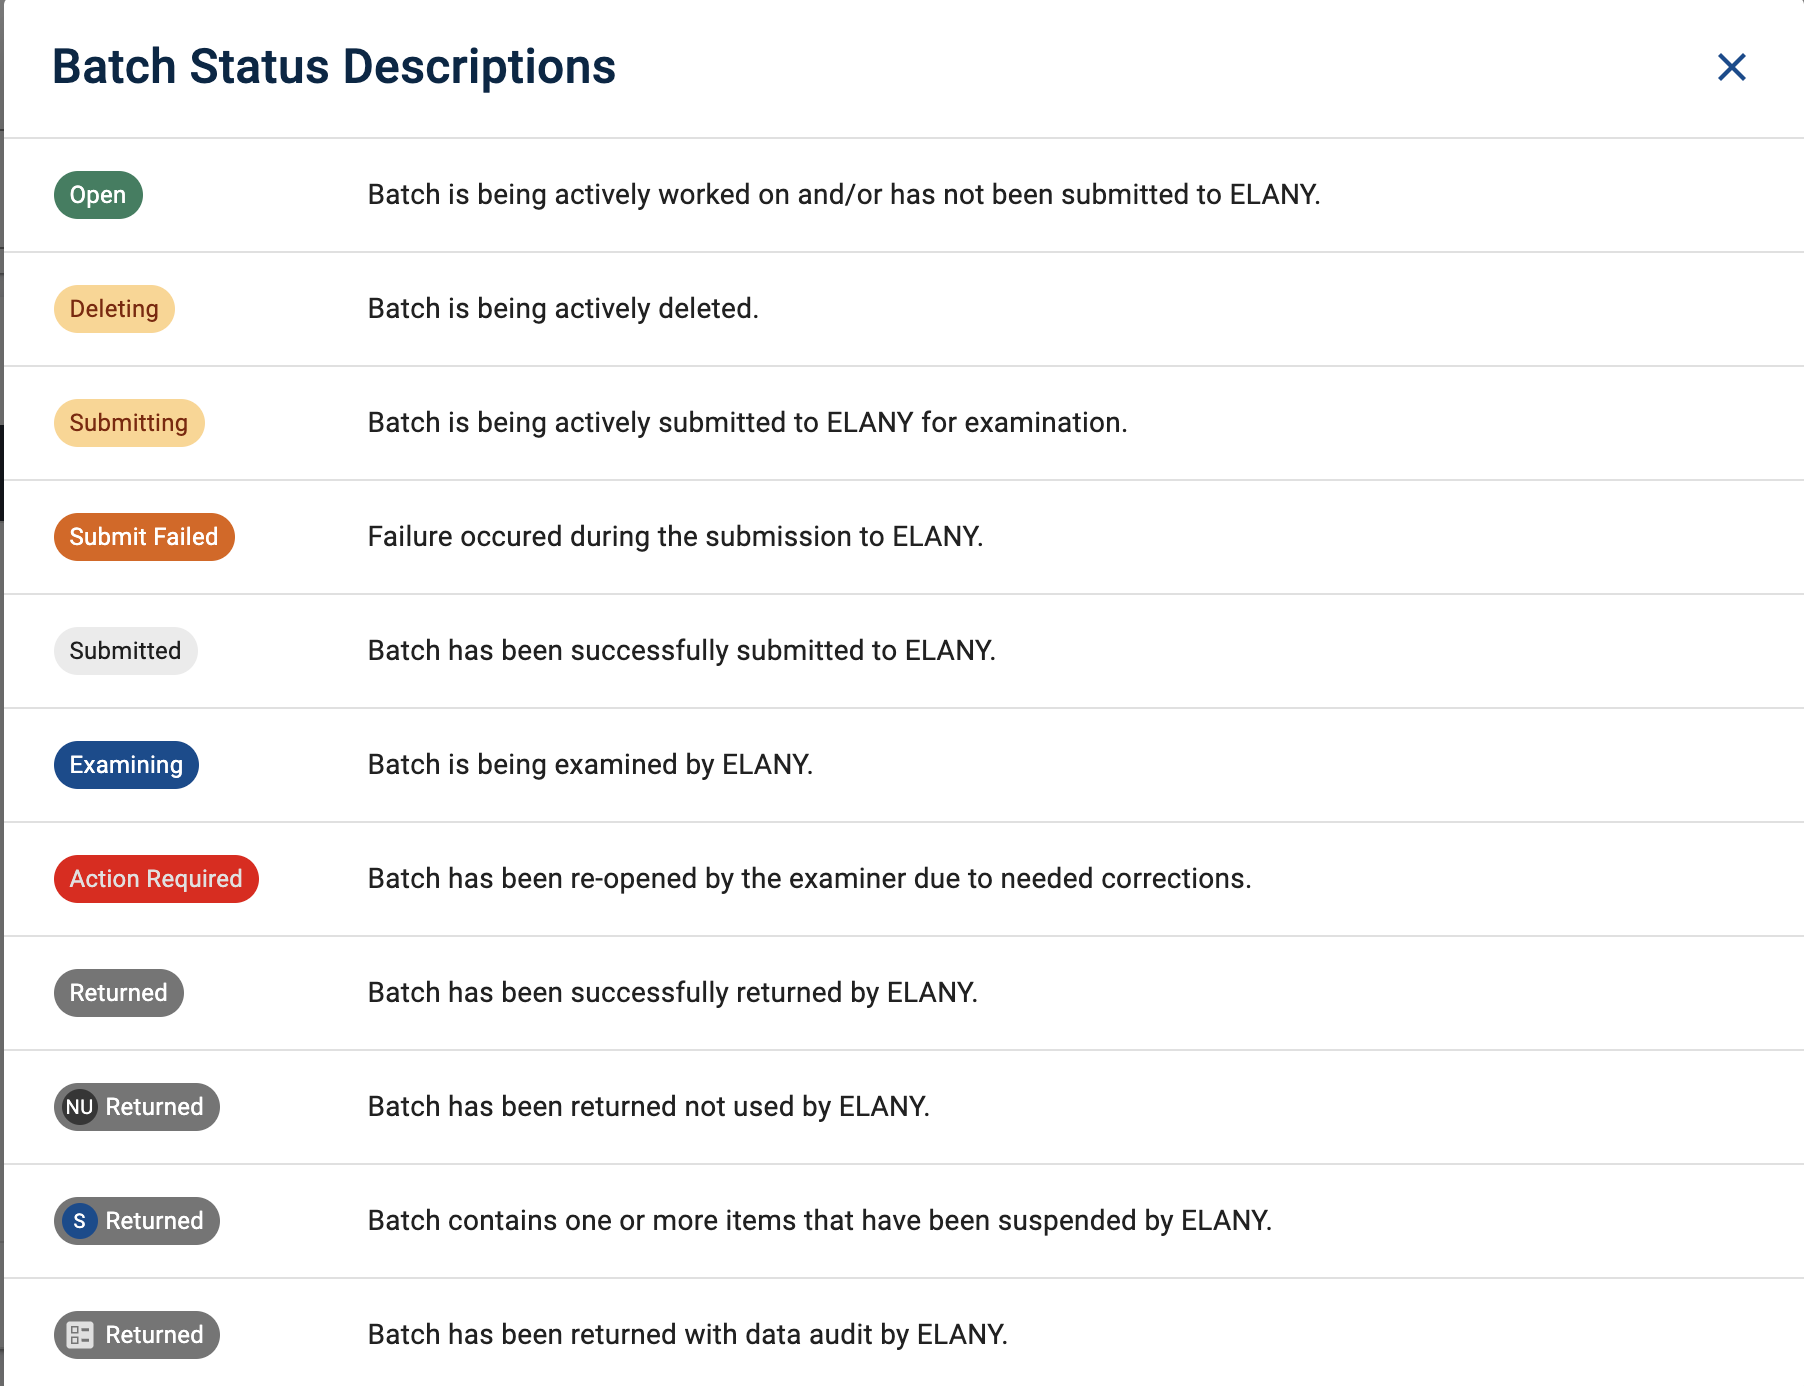 Batch Status Descriptions
Open Batch is being actively worked on and/or has not been submitted to ELANY.
Deleting Batch is being actively deleted.
Submitting Batch is being actively submitted to ELANY for examination.
Submit Failed Failure occured during the submission to ELANY.
Submitted Batch has been successfully submitted to ELANY.
Examining Batch is being examined by ELANY.
Action Required Batch has been re-opened by the examiner due to needed corrections.
Returned Batch has been successfully returned by ELANY.
NU Returned Batch has been returned not used by ELANY.
S Returned Batch contains one or more items that have been suspended by ELANY.
Returned Batch has been returned with data audit by ELANY.